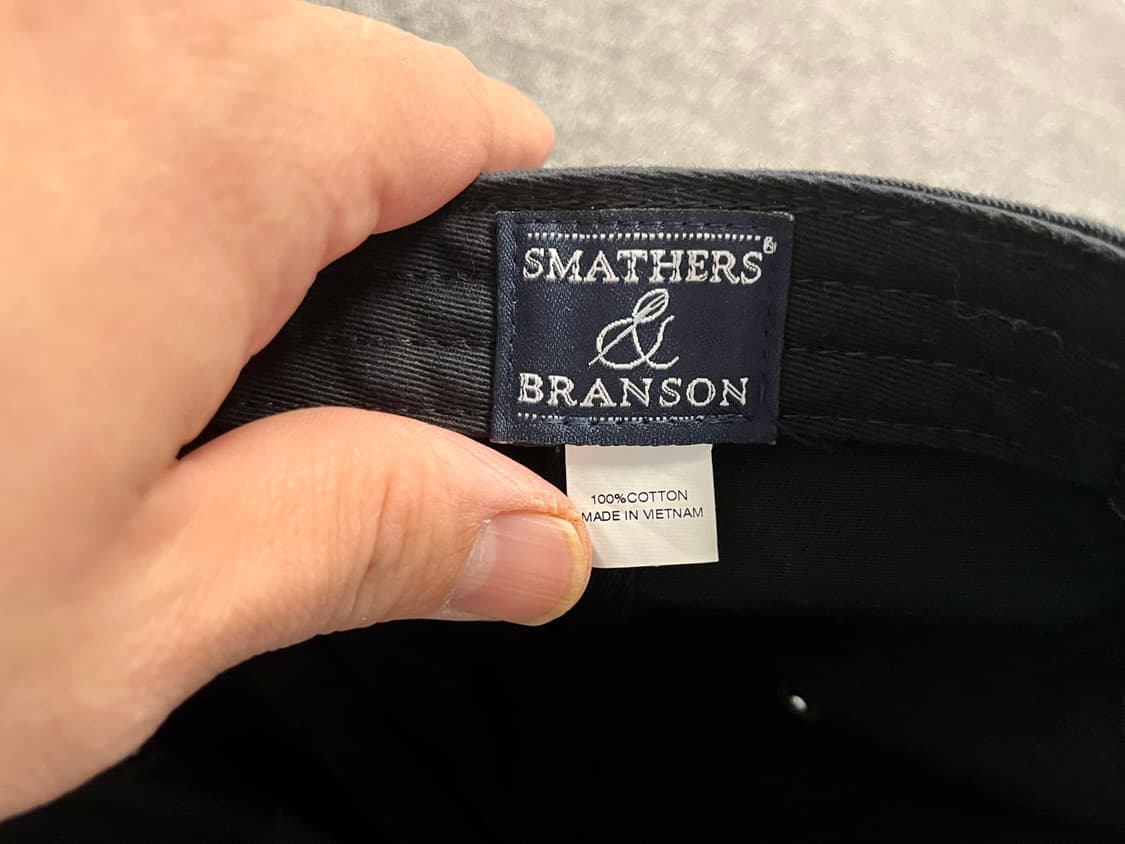 SMATHERS®
&
BRANSON
100%COTTON
MADE IN VIETNAM